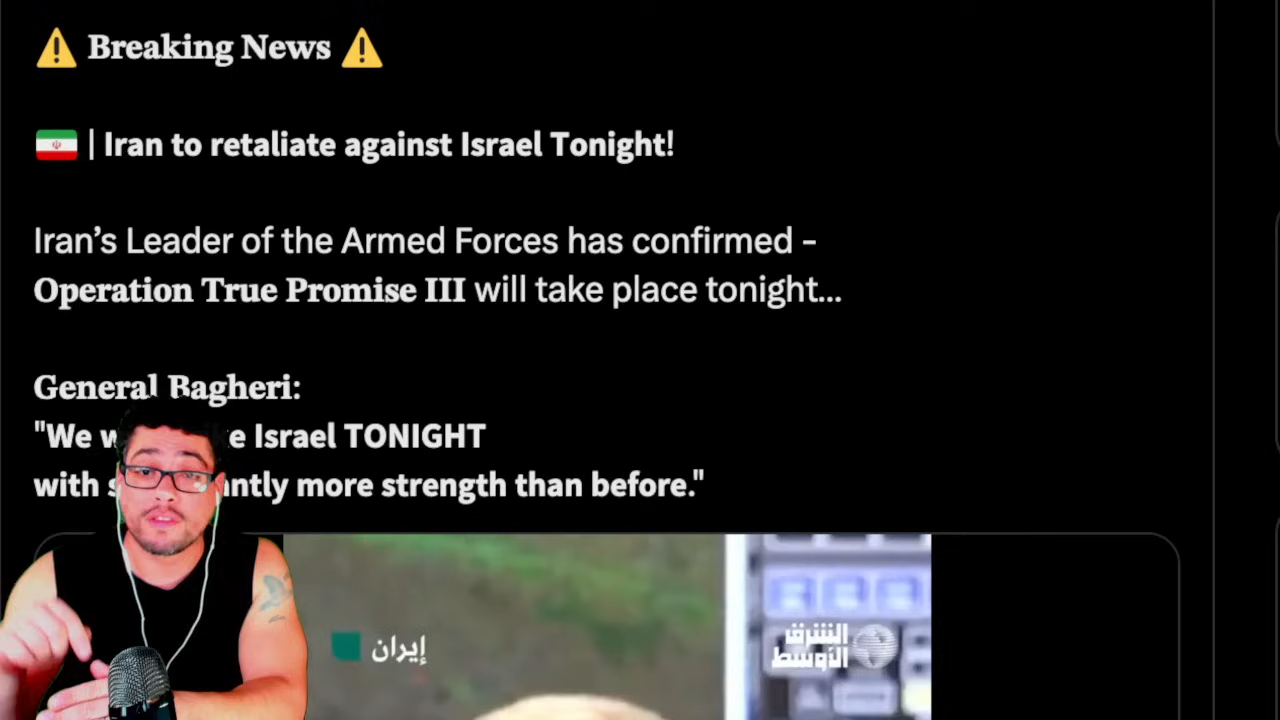 ⚠️ Breaking News ⚠️
🇮🇷 | Iran to retaliate against Israel Tonight!
Iran’s Leader of the Armed Forces has confirmed -
Operation True Promise III will take place tonight...
General Bagheri:
"We Israel TONIGHT
with more strength than before."
إيران
الشرق
الأوسط